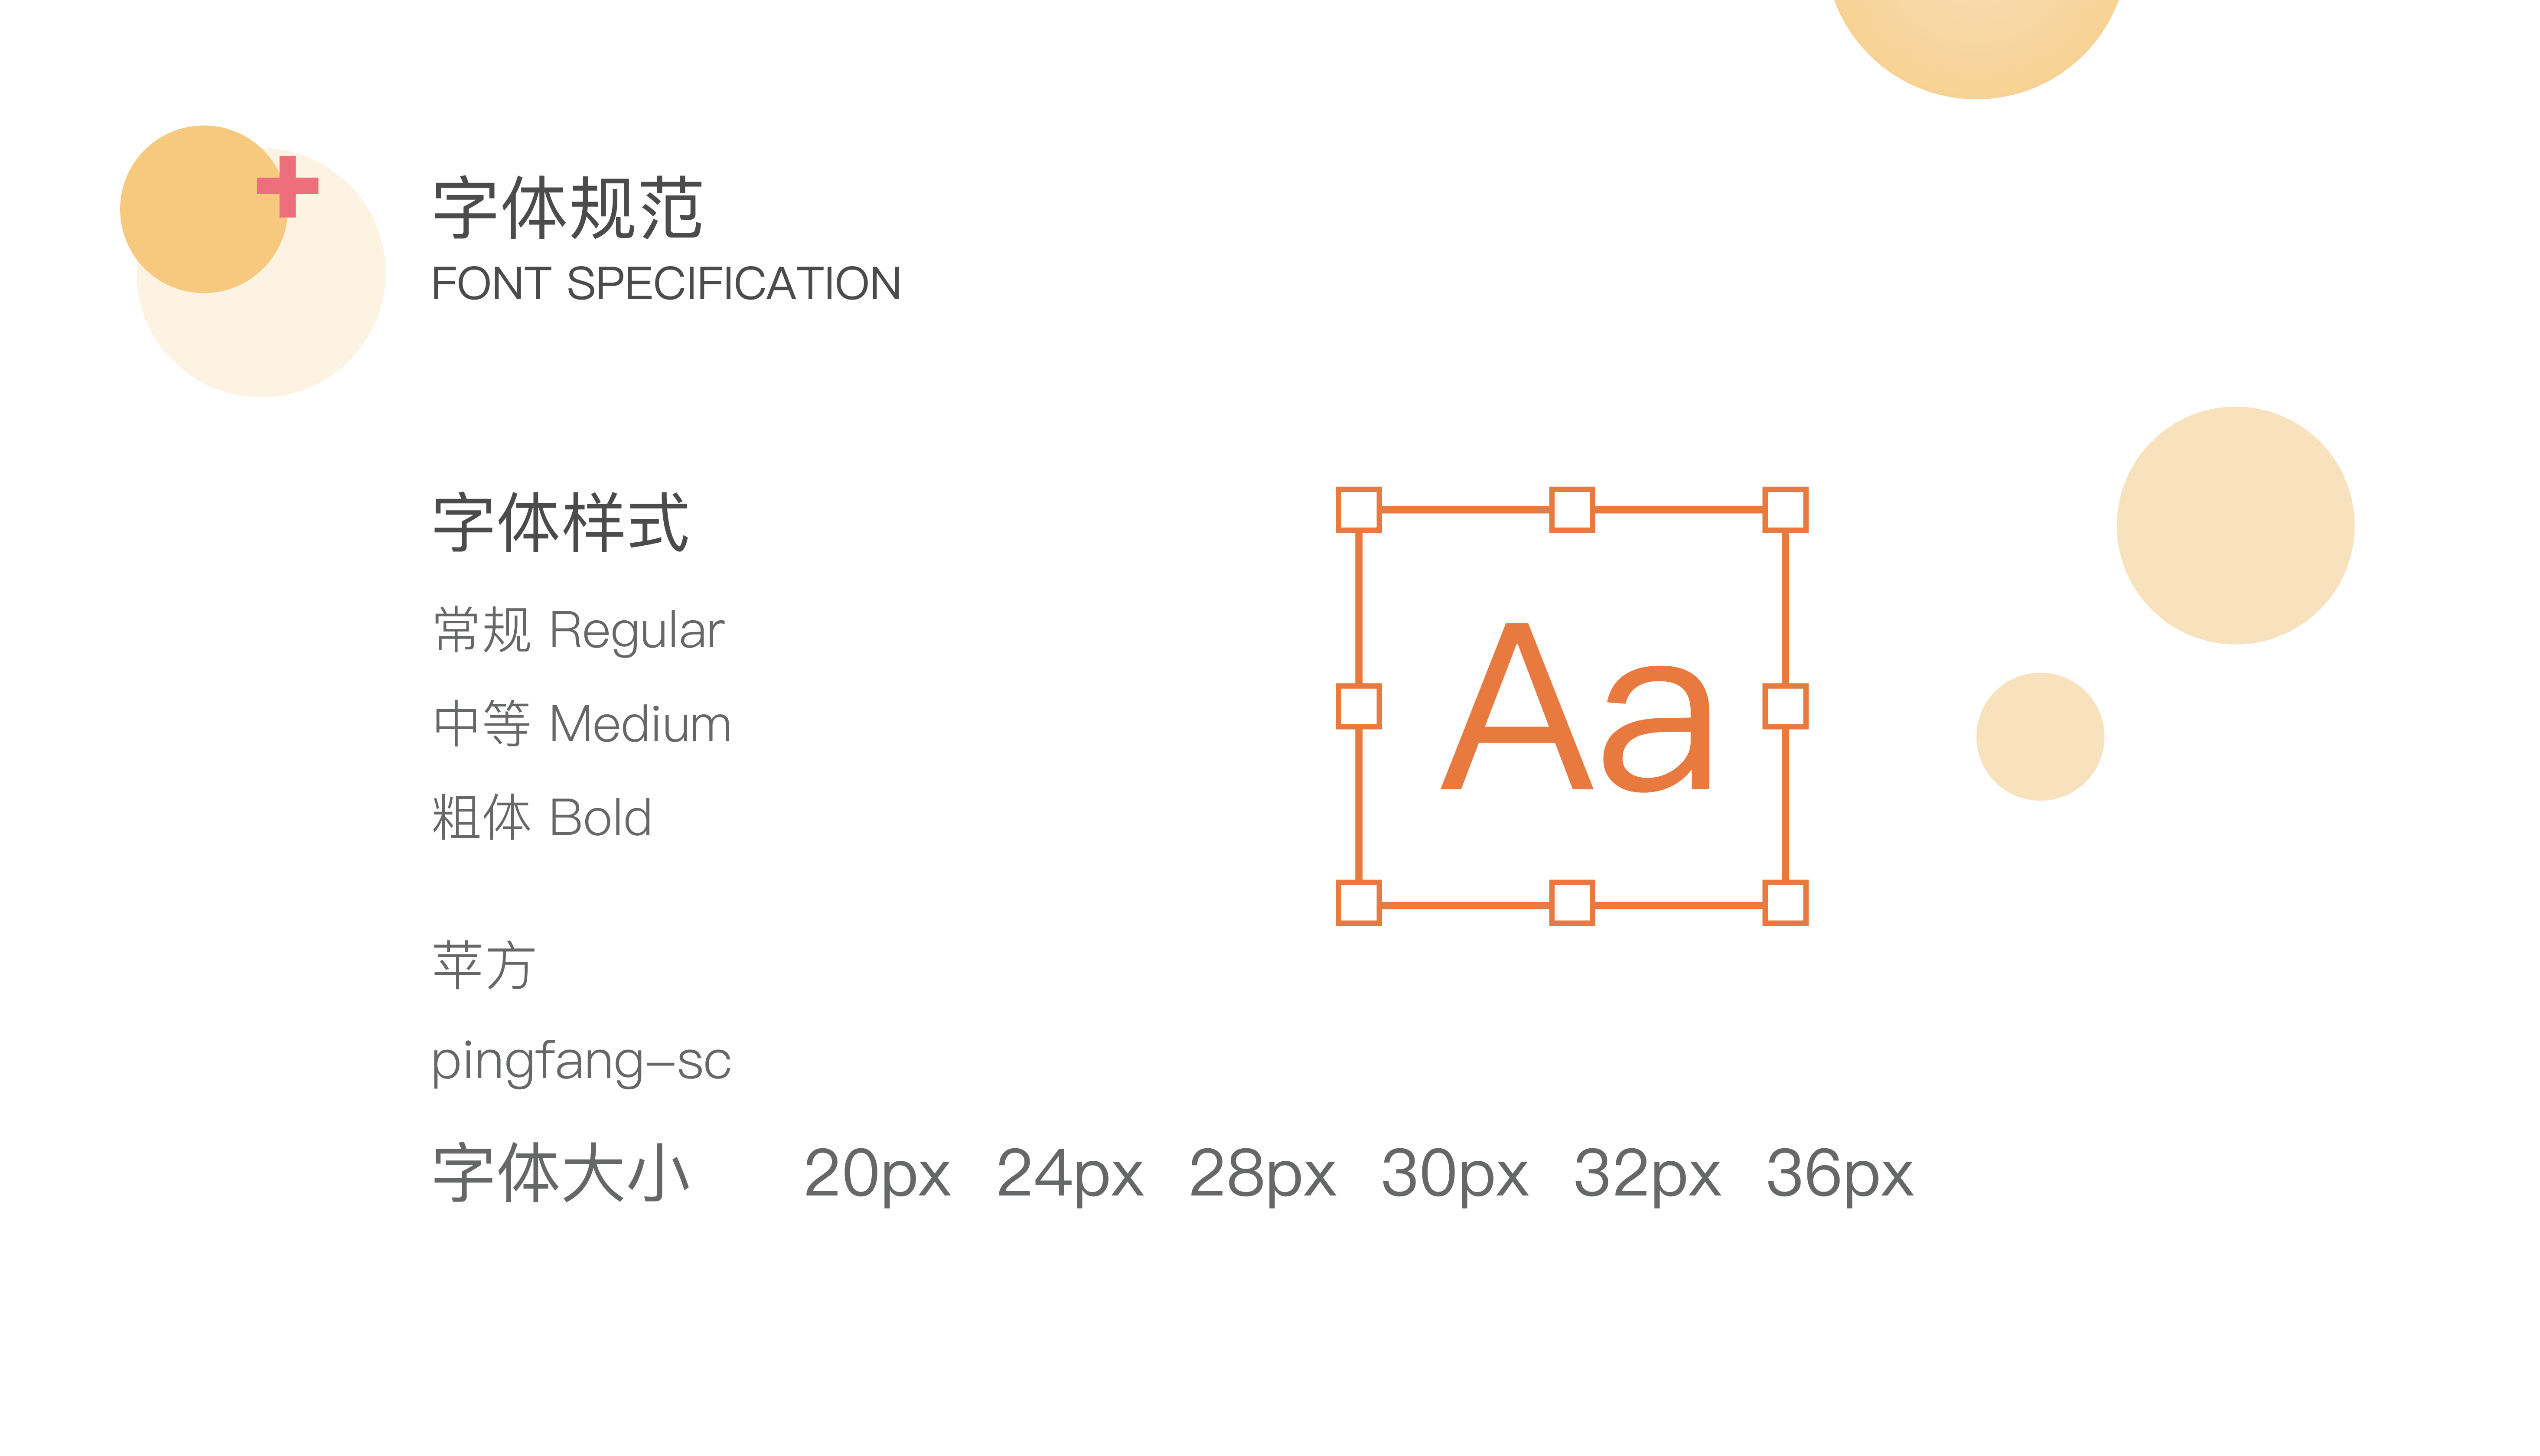 字体规范
FONT SPECIFICATION
字体样式
常规 Regular
中等 Medium
粗体 Bold
Aa
苹方
pingfang-sc
字体大小 20px 24px 28px 30px 32px 36px